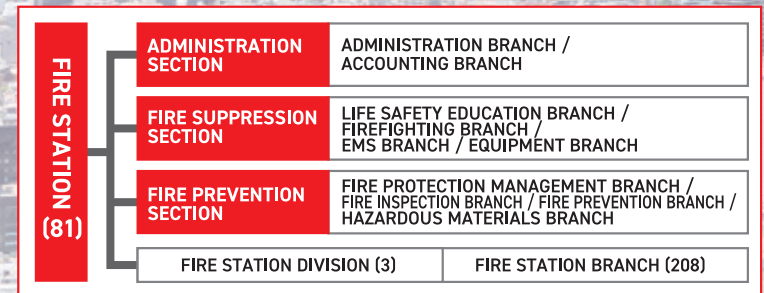 FIRE STATION (81)
ADMINISTRATION
SECTION
ADMINISTRATION BRANCH /
ACCOUNTING BRANCH
FIRE SUPPRESSION
SECTION
LIFE SAFETY EDUCATION BRANCH /
FIREFIGHTING BRANCH /
EMS BRANCH / EQUIPMENT BRANCH
FIRE PREVENTION
SECTION
FIRE PROTECTION MANAGEMENT BRANCH /
FIRE INSPECTION BRANCH / FIRE PREVENTION BRANCH /
HAZARDOUS MATERIALS BRANCH
FIRE STATION DIVISION (3)
FIRE STATION BRANCH (208)